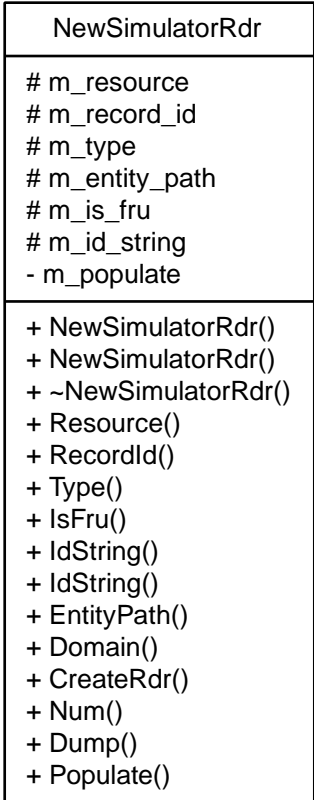 NewSimulatorRdr
# m_resource
# m_record_id
# m_type
# m_entity_path
# m_is_fru
# m_id_string
- m_populate
+ NewSimulatorRdr()
+ NewSimulatorRdr()
+ ~NewSimulatorRdr()
+ Resource()
+ RecordId()
+ Type()
+ IsFru()
+ IdString()
+ IdString()
+ EntityPath()
+ Domain()
+ CreateRdr()
+ Num()
+ Dump()
+ Populate()